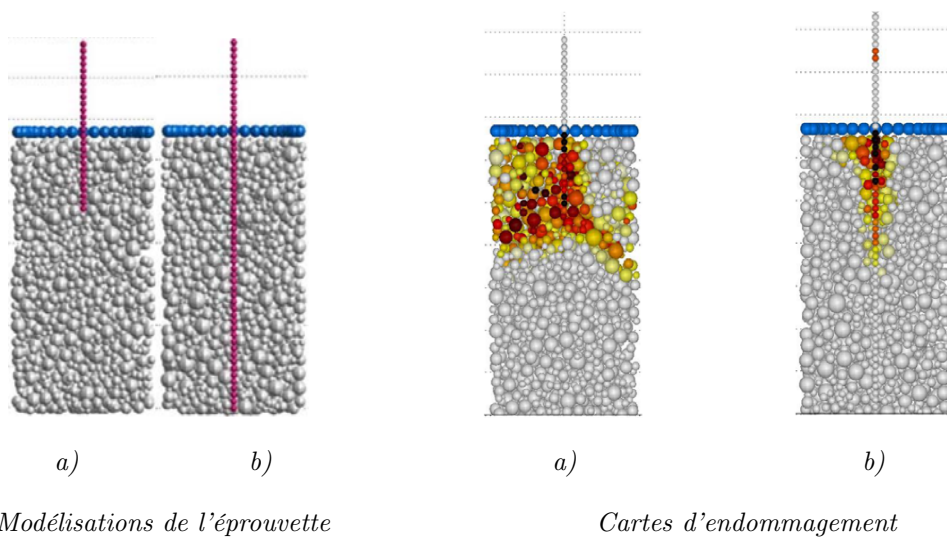 a) b) a) b)
Modélisations de l'éprouvette Cartes d'endommagement